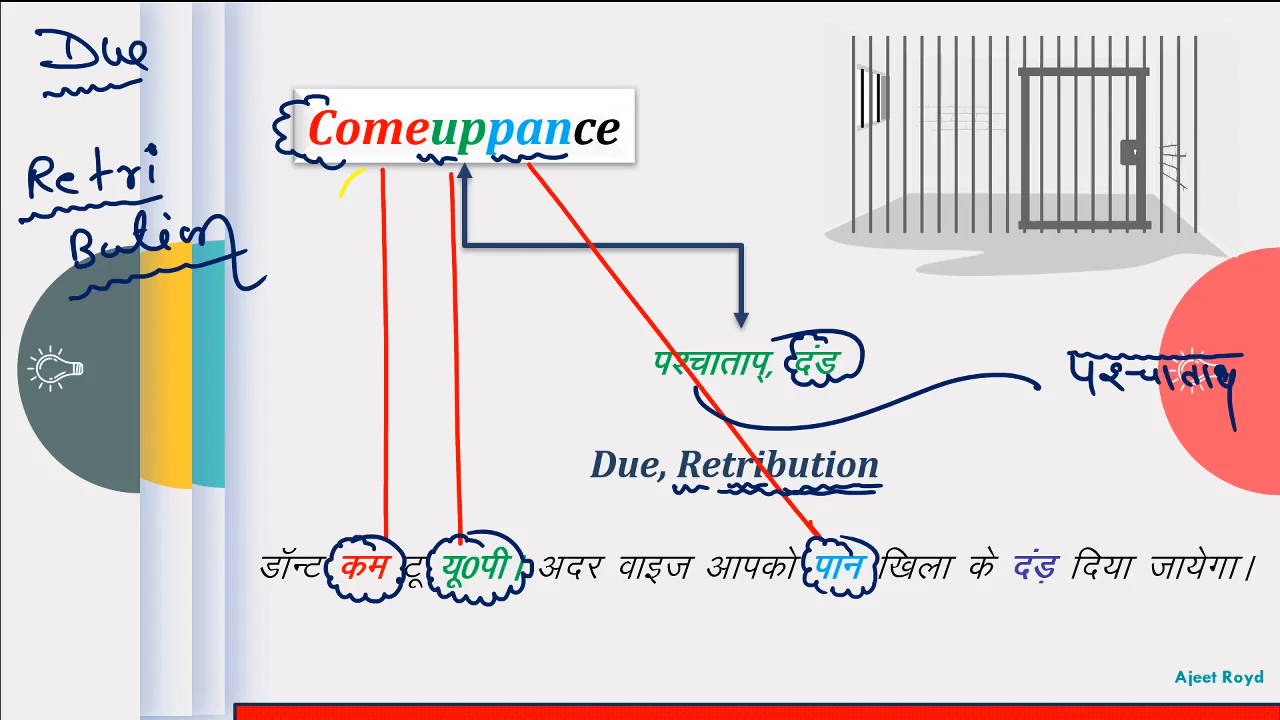 Due
Retri
Bution
Comeuppance
पश्चाताप्, दंड
पश्चाताप
Due, Retribution
डॉन्ट कम टू यू0पी। अदर वाइज आपको पान खिला के दंड़ दिया जायेगा।
Ajeet Royd